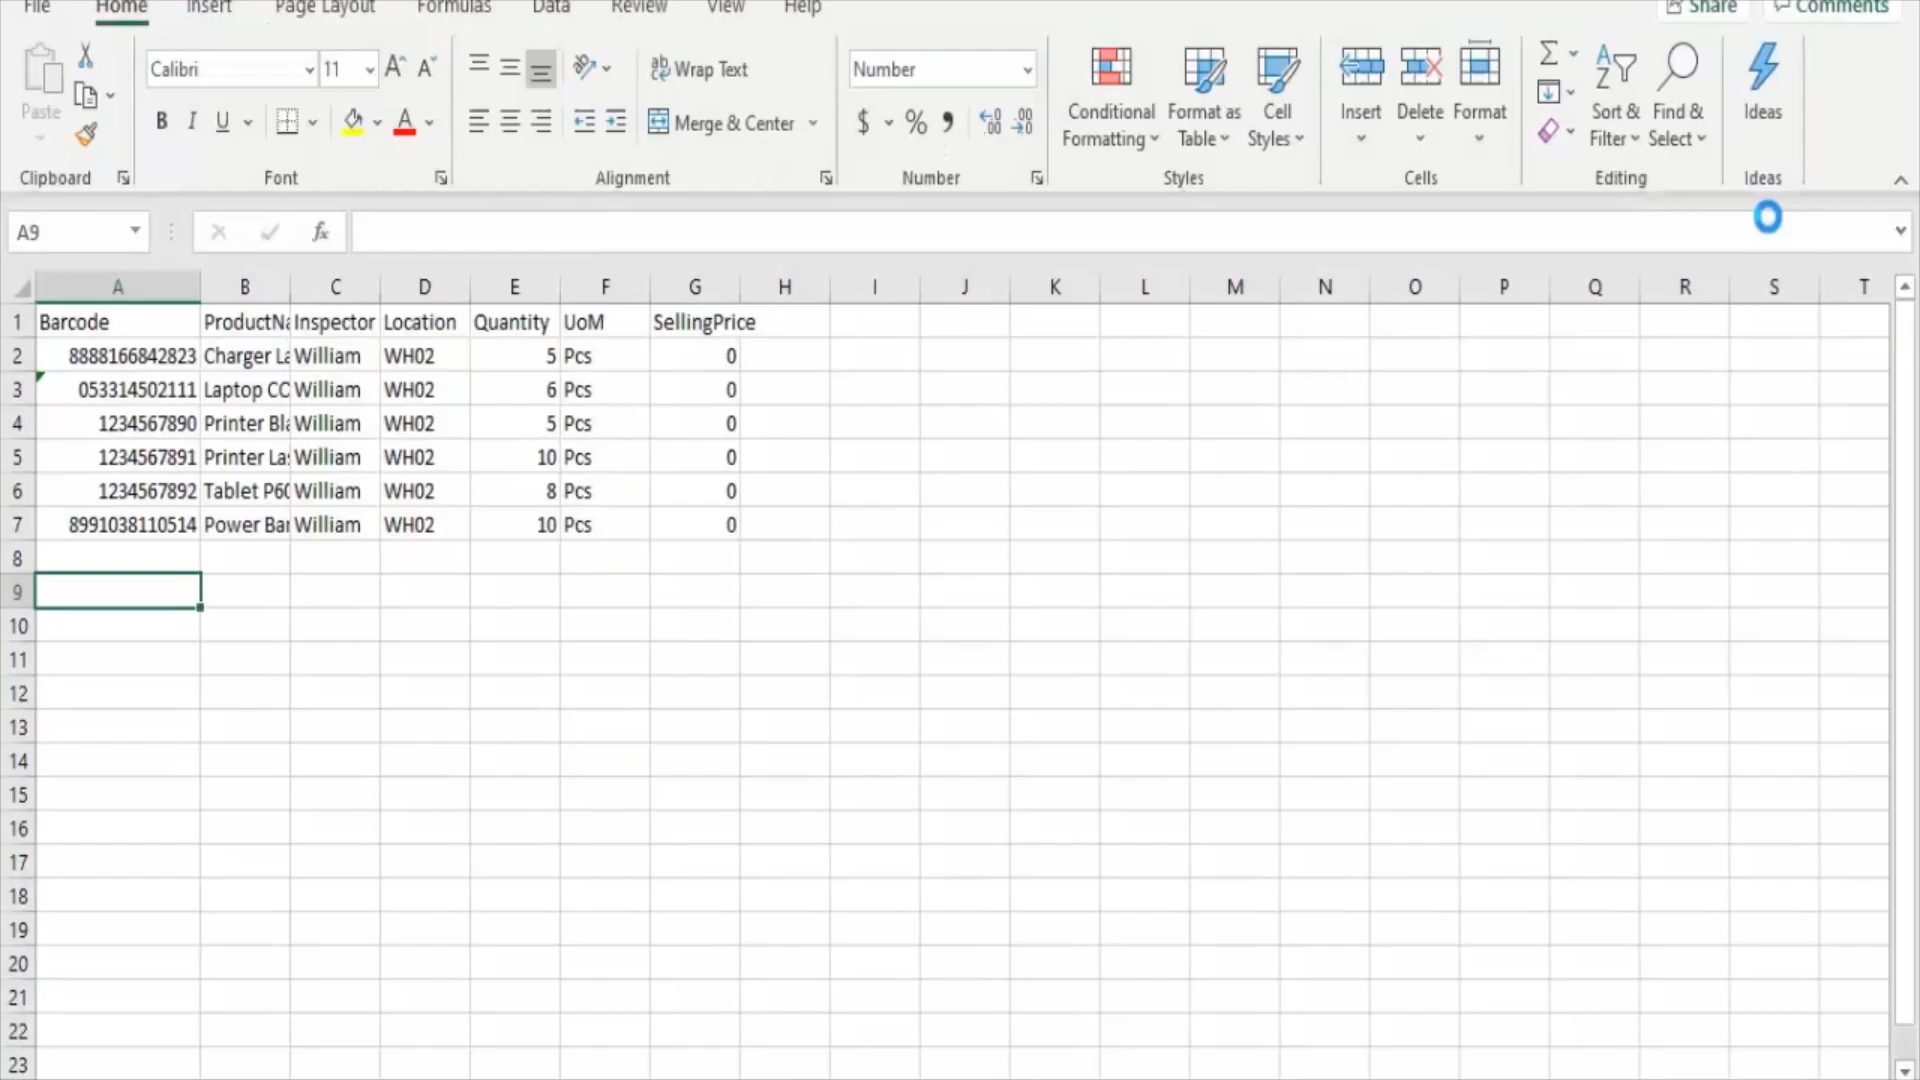 File Home Insert Page Layout Formulas Data Review View Help Share Comments
Calibri 11 Wrap Text Number
Paste B I U Merge & Center $ % Conditional Formatting Format as Table Cell Styles Insert Delete Format Sort & Filter Find & Select Ideas
Clipboard Font Alignment Number Styles Cells Editing Ideas
A9 fx
A B C D E F G H I J K L M N O P Q R S T
1 Barcode ProductNa Inspector Location Quantity UoM SellingPrice
2 8888166842823 Charger La William WH02 5 Pcs 0
3 053314502111 Laptop CO William WH02 6 Pcs 0
4 1234567890 Printer Bla William WH02 5 Pcs 0
5 1234567891 Printer Las William WH02 10 Pcs 0
6 1234567892 Tablet P60 William WH02 8 Pcs 0
7 8991038110514 Power Ban William WH02 10 Pcs 0
8
9
10
11
12
13
14
15
16
17
18
19
20
21
22
23